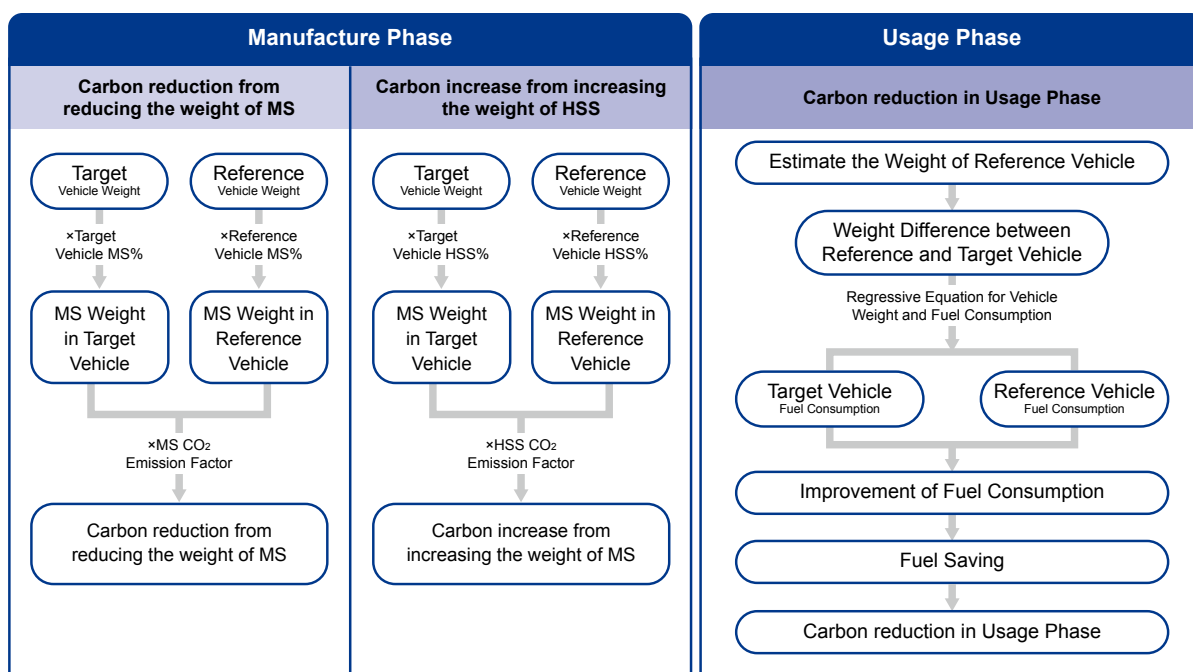 Manufacture Phase
Carbon reduction from
reducing the weight of MS
Target
Vehicle Weight
Reference
Vehicle Weight
×Target
Vehicle MS%
×Reference
Vehicle MS%
MS Weight
in Target
Vehicle
MS Weight in
Reference
Vehicle
×MS CO₂
Emission Factor
Carbon reduction from
reducing the weight of MS
Carbon increase from increasing
the weight of HSS
Target
Vehicle Weight
Reference
Vehicle Weight
×Target
Vehicle HSS%
×Reference
Vehicle HSS%
MS Weight
in Target
Vehicle
MS Weight in
Reference
Vehicle
×HSS CO₂
Emission Factor
Carbon increase from
increasing the weight of MS
Usage Phase
Carbon reduction in Usage Phase
Estimate the Weight of Reference Vehicle
Weight Difference between
Reference and Target Vehicle
Regressive Equation for Vehicle
Weight and Fuel Consumption
Target Vehicle
Fuel Consumption
Reference Vehicle
Fuel Consumption
Improvement of Fuel Consumption
Fuel Saving
Carbon reduction in Usage Phase